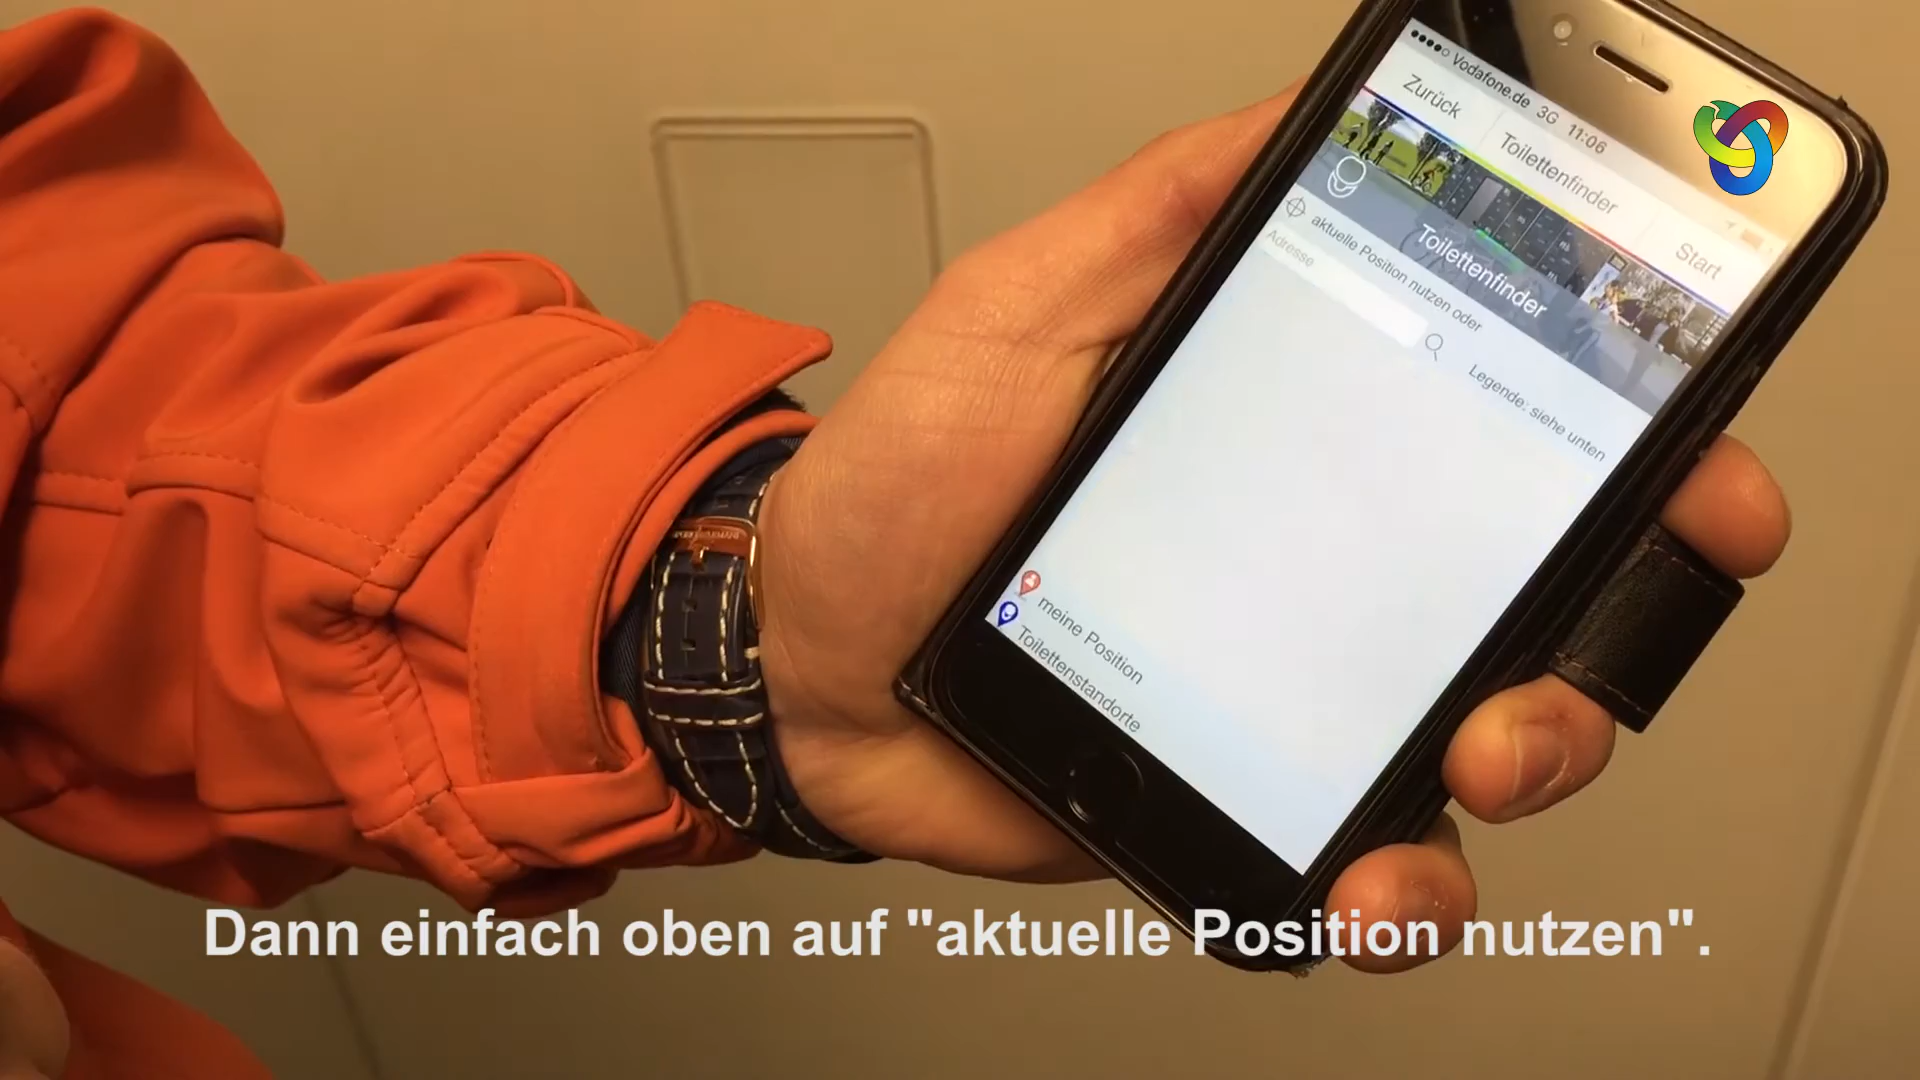 Vodafone.de 3G 11:06
Zurück Toilettenfinder Start
Toilettenfinder
aktuelle Position nutzen oder
Adresse
Legende: siehe unten
meine Position
Toilettenstandorte
Dann einfach oben auf "aktuelle Position nutzen".